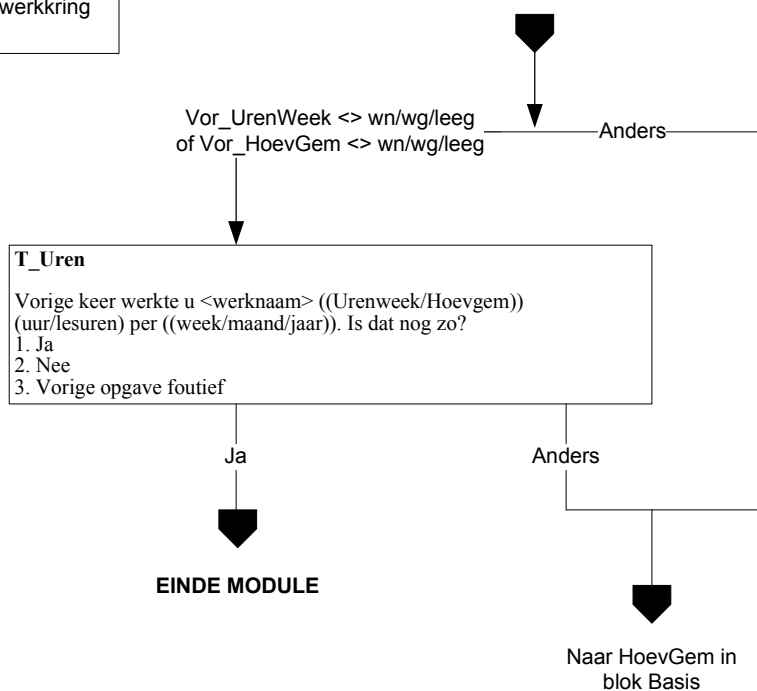 werkkring
Vor_UrenWeek <> wn/wg/leeg
of Vor_HoevGem <> wn/wg/leeg
Anders
T_Uren
Vorige keer werkte u <werknaam> ((Urenweek/Hoevgem))
(uur/lesuren) per ((week/maand/jaar)). Is dat nog zo?
1. Ja
2. Nee
3. Vorige opgave foutief
Ja
Anders
EINDE MODULE
Naar HoevGem in
blok Basis